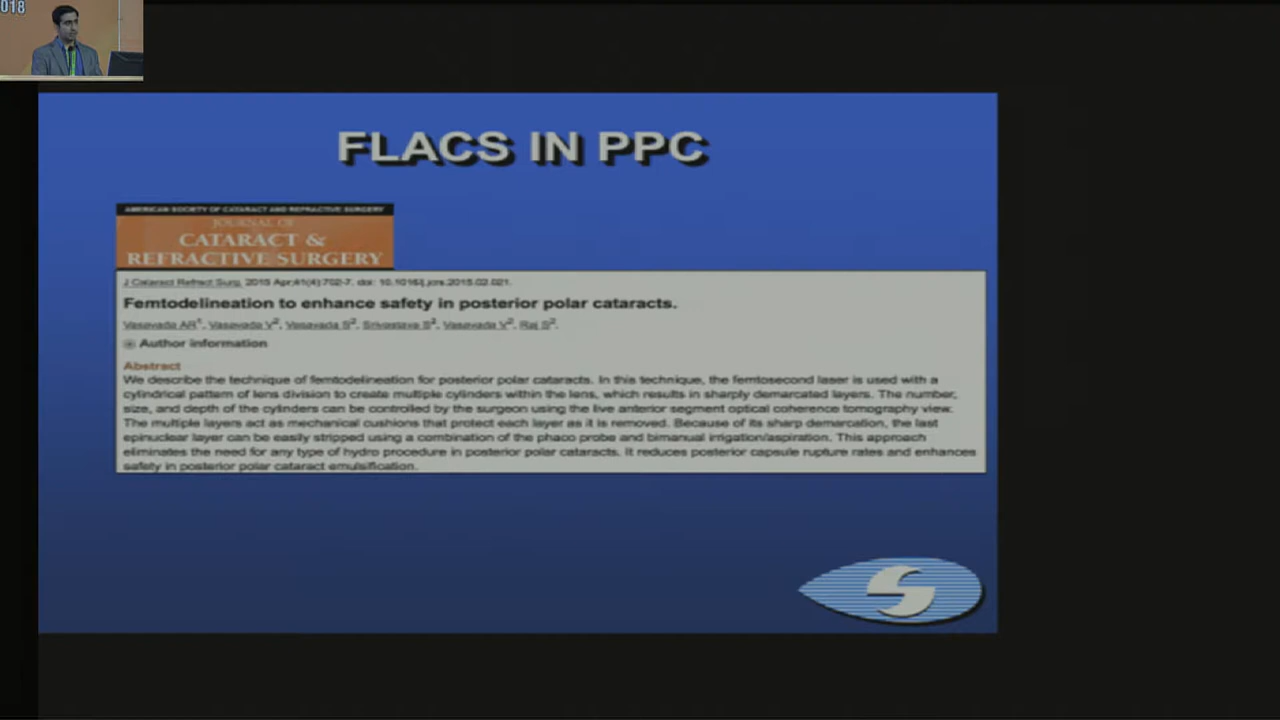 018
FLACS IN PPC
AMERICAN SOCIETY OF CATARACT AND REFRACTIVE SURGERY
JOURNAL OF
CATARACT &
REFRACTIVE SURGERY
J Cataract Refract Surg. 2015 Apr;41(4):702-7. doi: 10.1016/j.jcrs.2015.02.021.
Femtodelineation to enhance safety in posterior polar cataracts.
Vasavada AR1, Vasavada V2, Vasavada S2, Srivastava S2, Vasavada V2, Raj S2.
Author information
Abstract
We describe the technique of femtodelineation for posterior polar cataracts. In this technique, the femtosecond laser is used with a
cylindrical pattern of lens division to create multiple cylinders within the lens, which results in sharply demarcated layers. The number,
size, and depth of the cylinders can be controlled by the surgeon using the live anterior segment optical coherence tomography view.
The multiple layers act as mechanical cushions that protect each layer as it is removed. Because of its sharp demarcation, the last
epinuclear layer can be easily stripped using a combination of the phaco probe and bimanual irrigation/aspiration. This approach
eliminates the need for any type of hydro procedure in posterior polar cataracts. It reduces posterior capsule rupture rates and enhances
safety in posterior polar cataract emulsification.